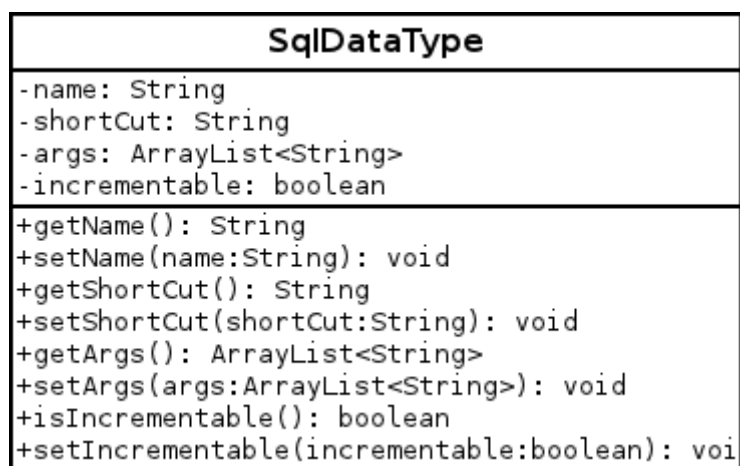 SqlDataType
-name: String
-shortCut: String
-args: ArrayList<String>
-incrementable: boolean
+getName(): String
+setName(name:String): void
+getShortCut(): String
+setShortCut(shortCut:String): void
+getArgs(): ArrayList<String>
+setArgs(args:ArrayList<String>): void
+isIncrementable(): boolean
+setIncrementable(incrementable:boolean): voi